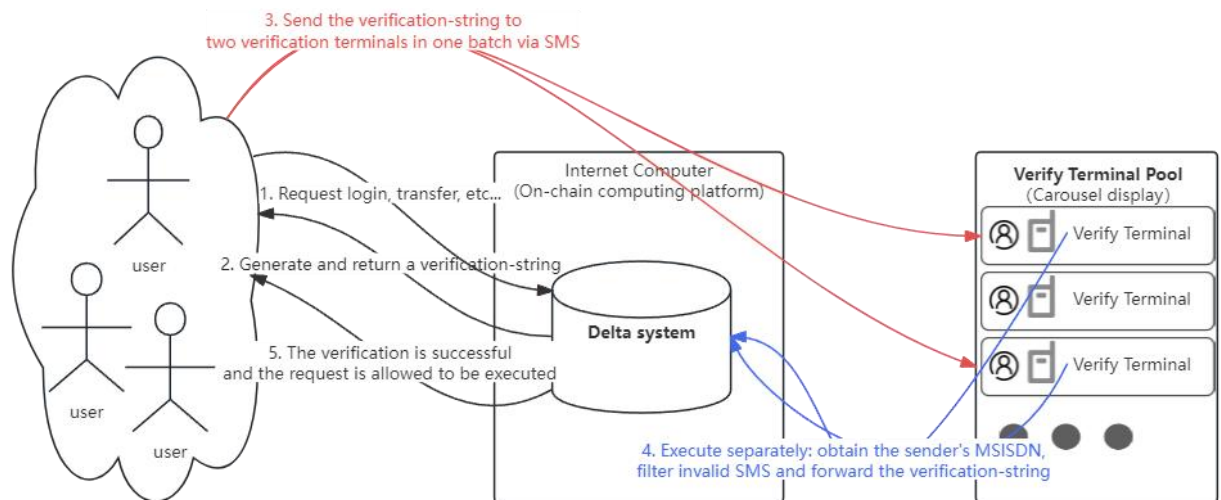 3. Send the verification-string to
two verification terminals in one batch via SMS
Internet Computer
(On-chain computing platform)
Verify Terminal Pool
(Carousel display)
1. Request login, transfer, etc...
Verify Terminal
user
2. Generate and return a verification-string
Verify Terminal
Delta system
5. The verification is successful
and the request is allowed to be executed
Verify Terminal
user
user
4. Execute separately: obtain the sender's MSISDN,
filter invalid SMS and forward the verification-string